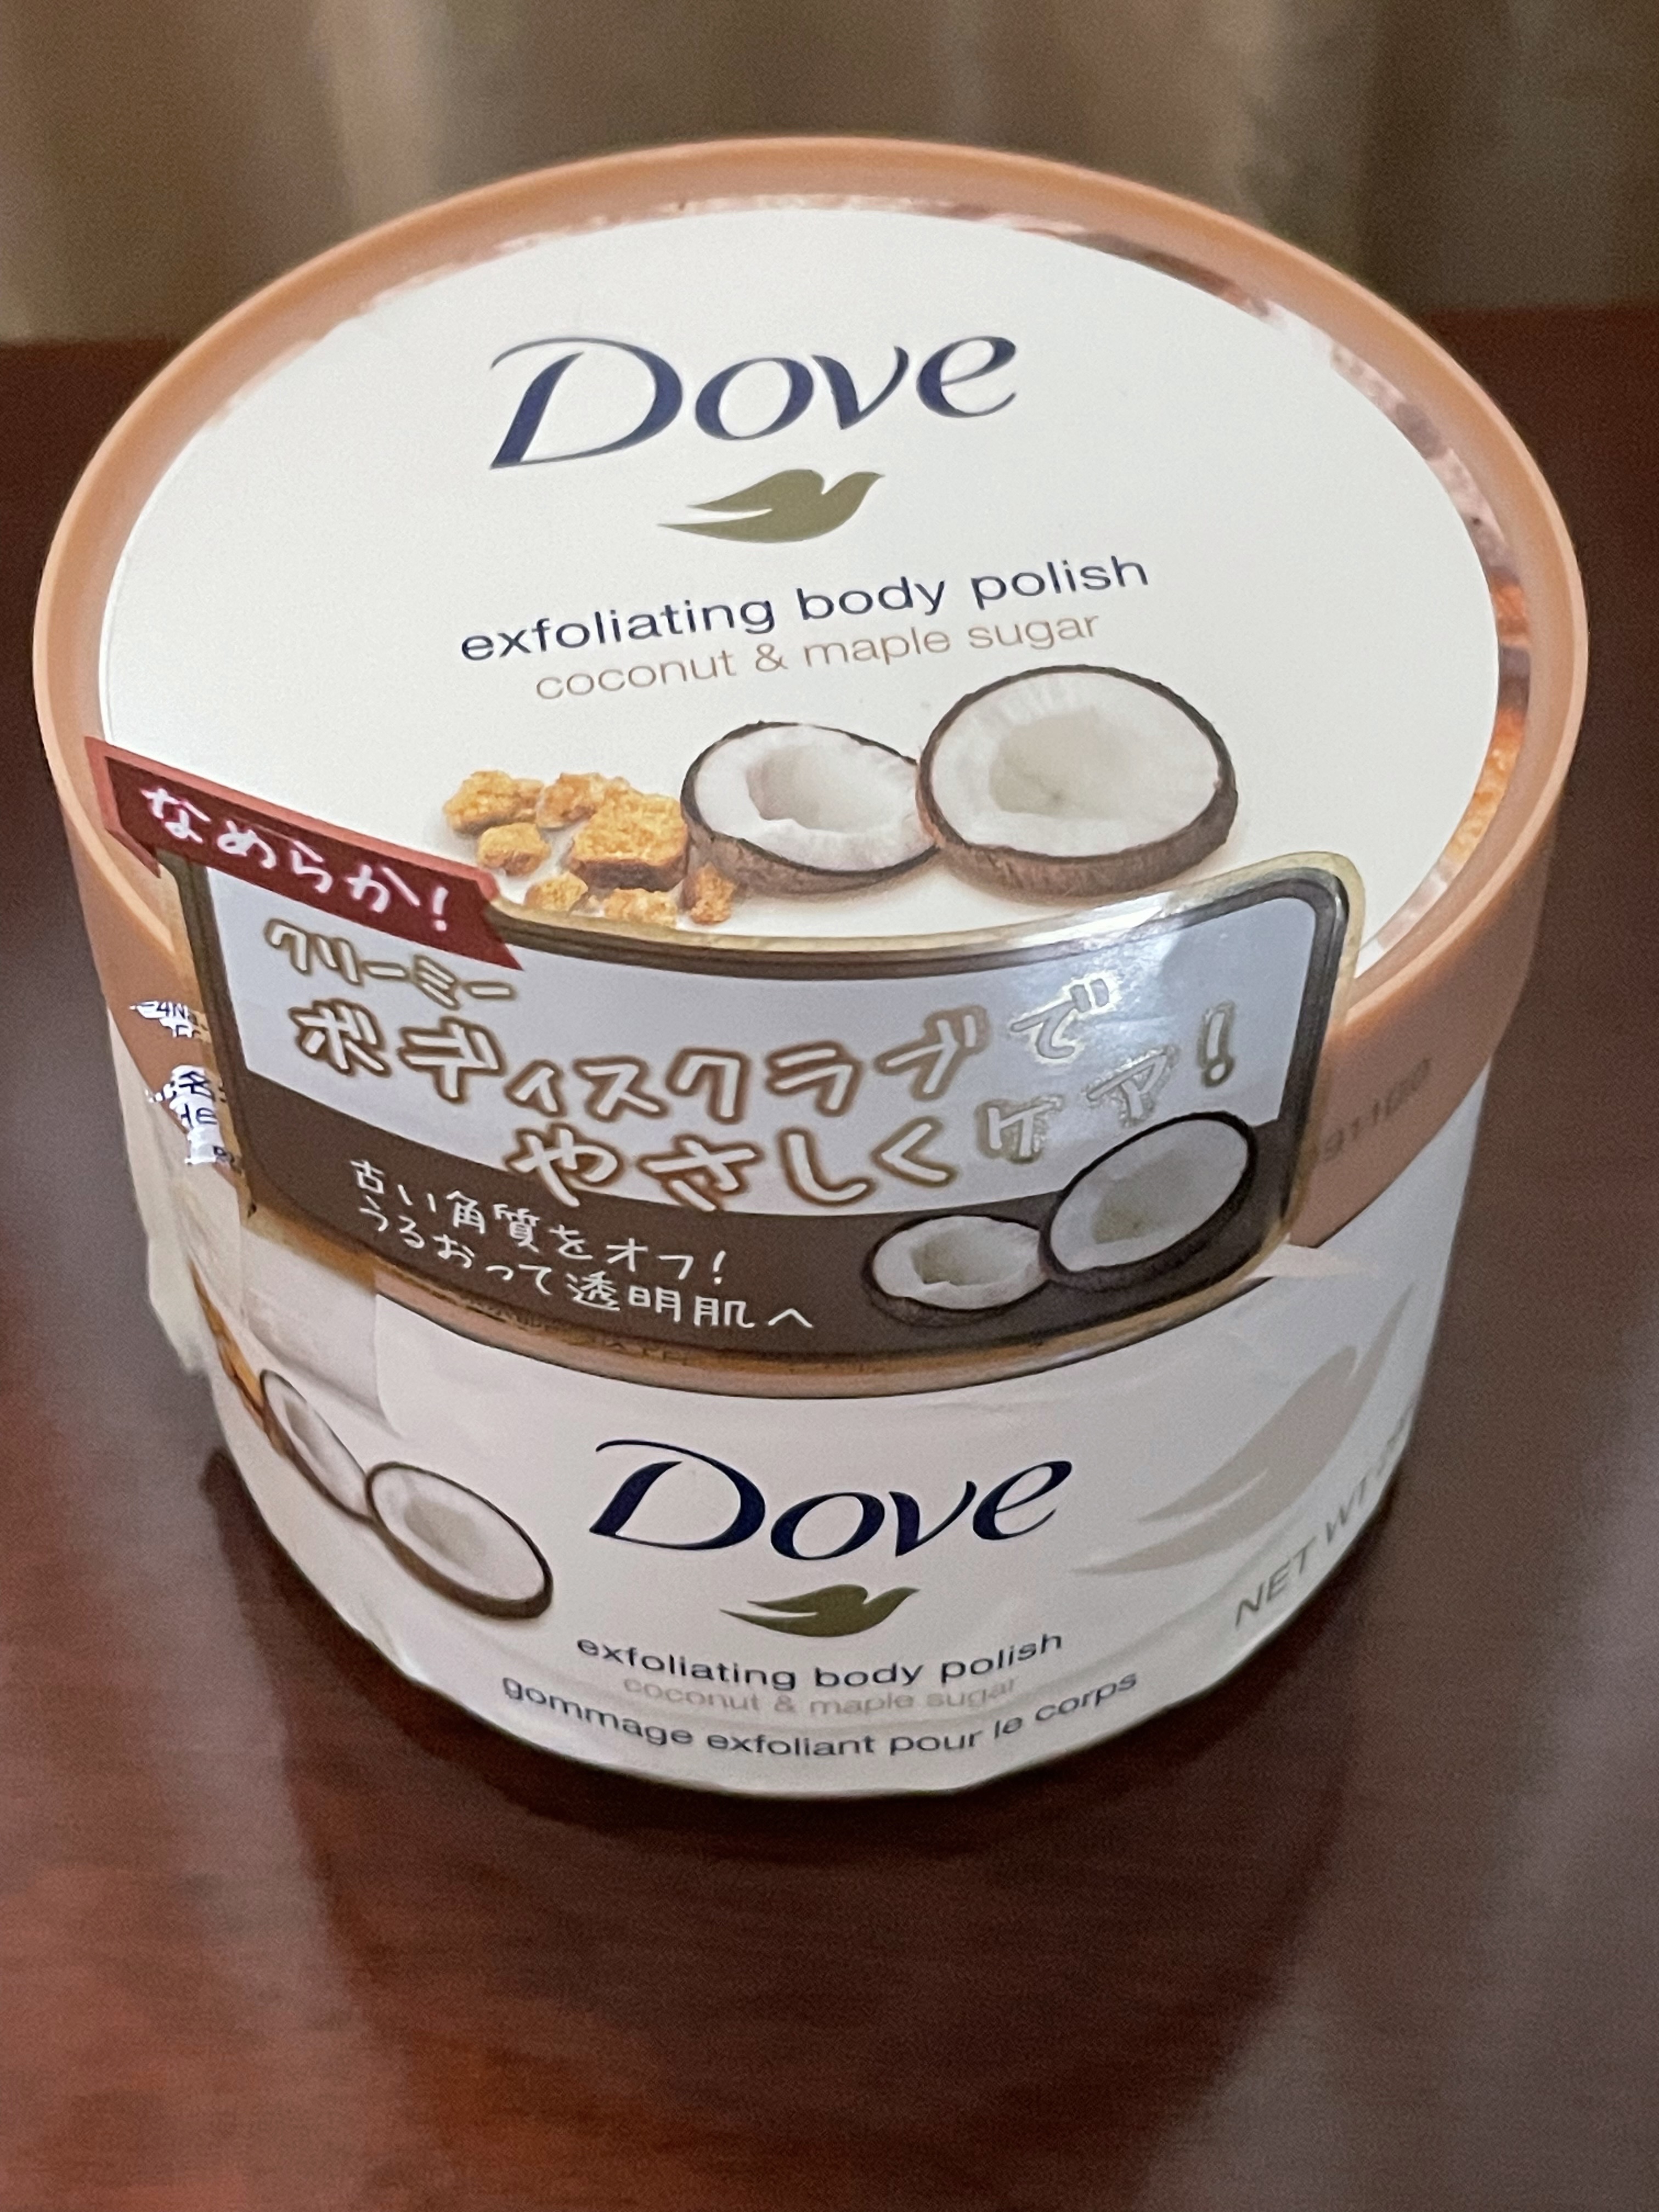 Dove
exfoliating body polish
coconut & maple sugar
なめらか!
クリーミー
ボディスクラブで
やさしくケア!
古い角質をオフ!
うるおって透明肌へ
Dove
exfoliating body polish
coconut & maple sugar
gommage exfoliant pour le corps
NET WT